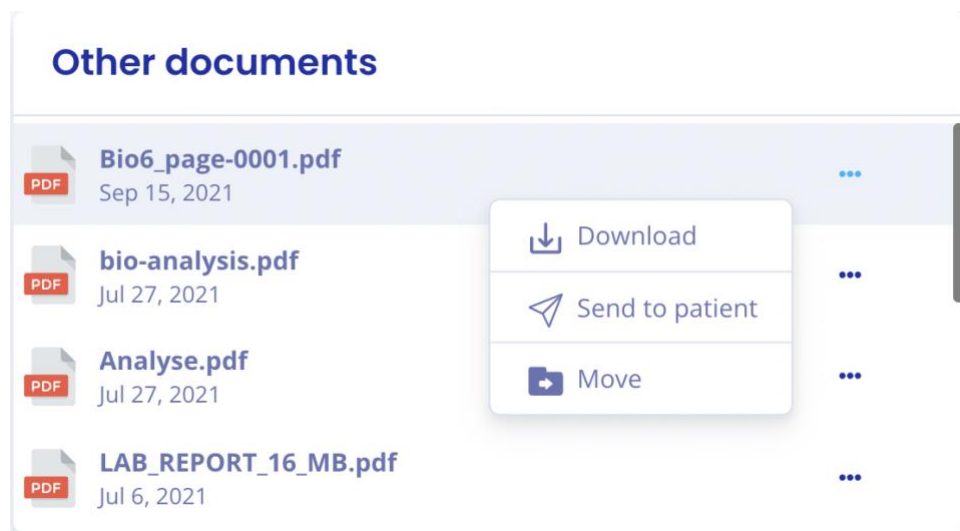 Other documents
PDF
Bio6_page-0001.pdf
Sep 15, 2021
Download
PDF
bio-analysis.pdf
Jul 27, 2021
Send to patient
PDF
Analyse.pdf
Jul 27, 2021
Move
PDF
LAB_REPORT_16_MB.pdf
Jul 6, 2021